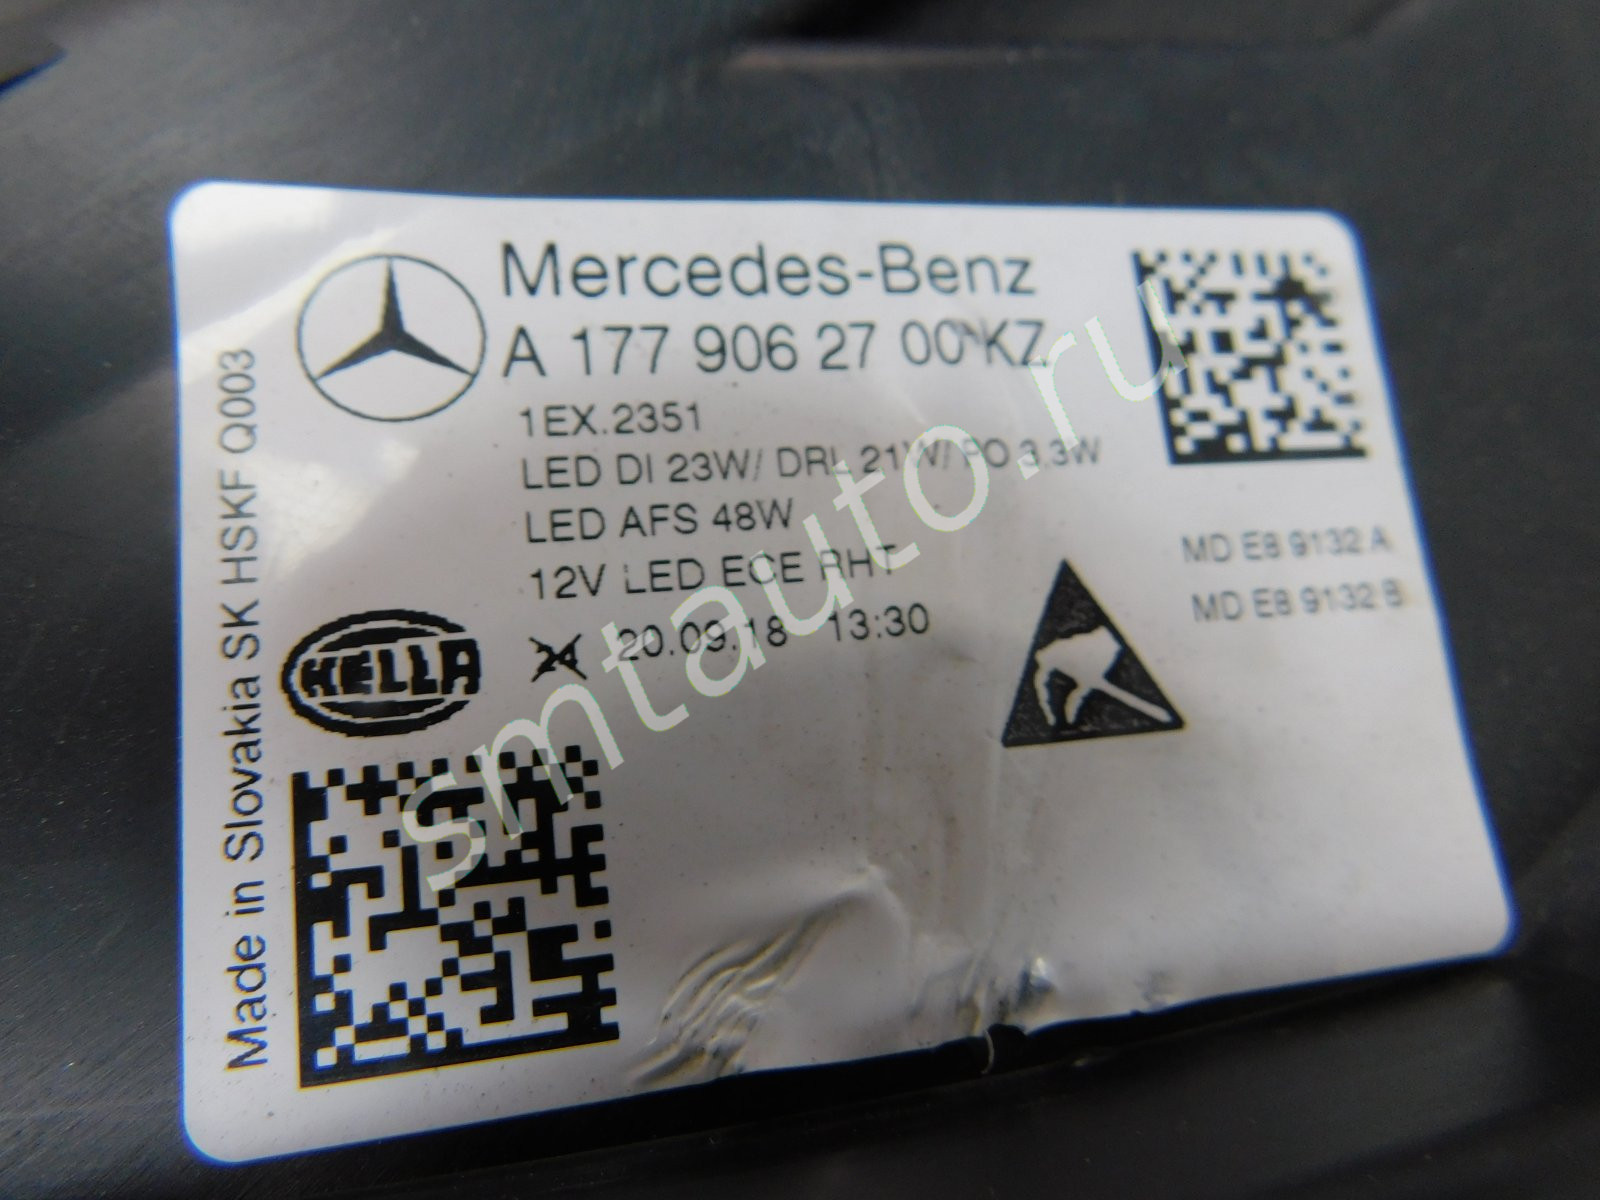 Mercedes-Benz
A 177 906 27 00 KZ
1EX.2351
LED DI 23W/ DRL 21W/ PO 3.3W
LED AFS 48W
12V LED ECE RHT
20.09.18 13:30
MD E8 9132 A
MD E8 9132 B
HELLA
Made in Slovakia SK HSKF Q003
smtauto.ru